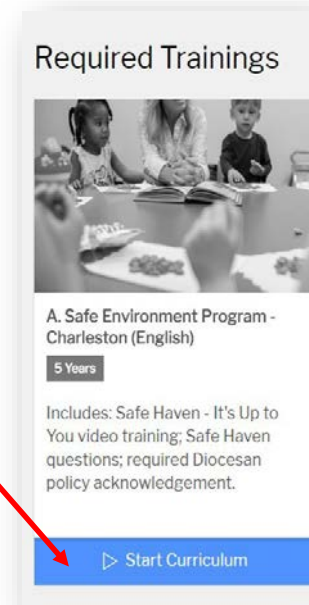 Required Trainings
A. Safe Environment Program -
Charleston (English)
5 Years
Includes: Safe Haven - It's Up to
You video training; Safe Haven
questions; required Diocesan
policy acknowledgement.
Start Curriculum